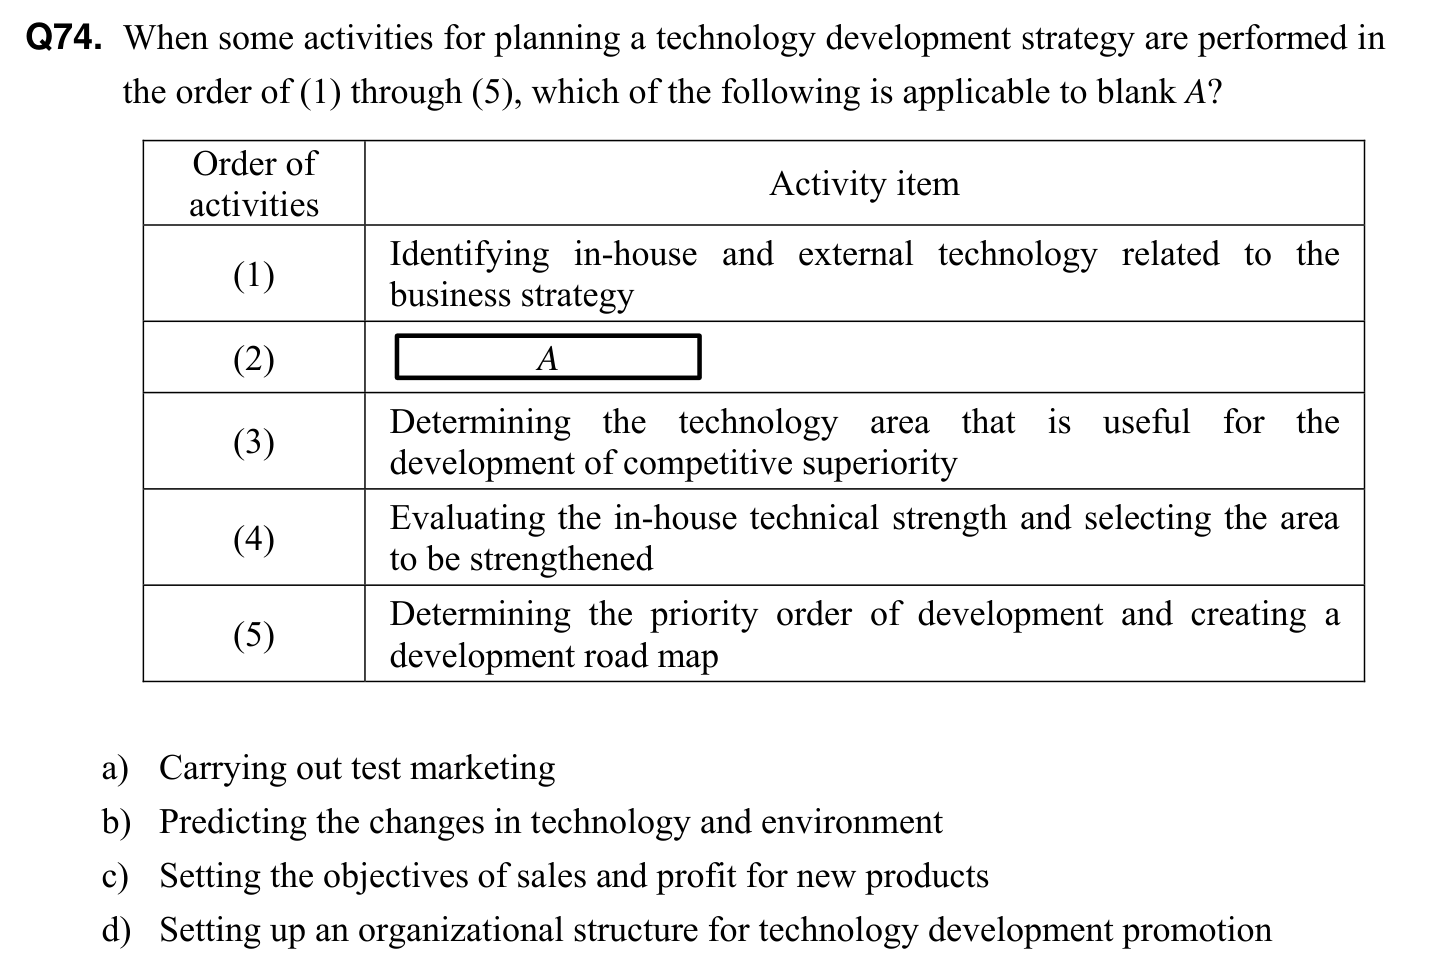 Q74. When some activities for planning a technology development strategy are performed in
the order of (1) through (5), which of the following is applicable to blank A?
Order of
activities
Activity item
(1)
Identifying in-house and external technology related to the
business strategy
(2)
A
(3)
Determining the technology area that is useful for the
development of competitive superiority
(4)
Evaluating the in-house technical strength and selecting the area
to be strengthened
(5)
Determining the priority order of development and creating a
development road map
a) Carrying out test marketing
b) Predicting the changes in technology and environment
c) Setting the objectives of sales and profit for new products
d) Setting up an organizational structure for technology development promotion